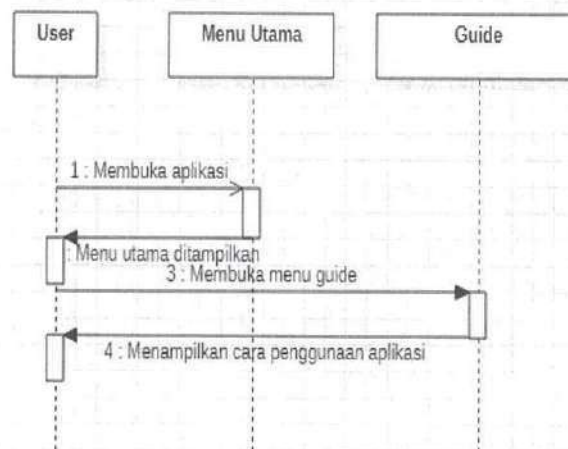 User
Menu Utama
Guide
1 : Membuka aplikasi
: Menu utama ditampilkan
3 : Membuka menu guide
4 : Menampilkan cara penggunaan aplikasi